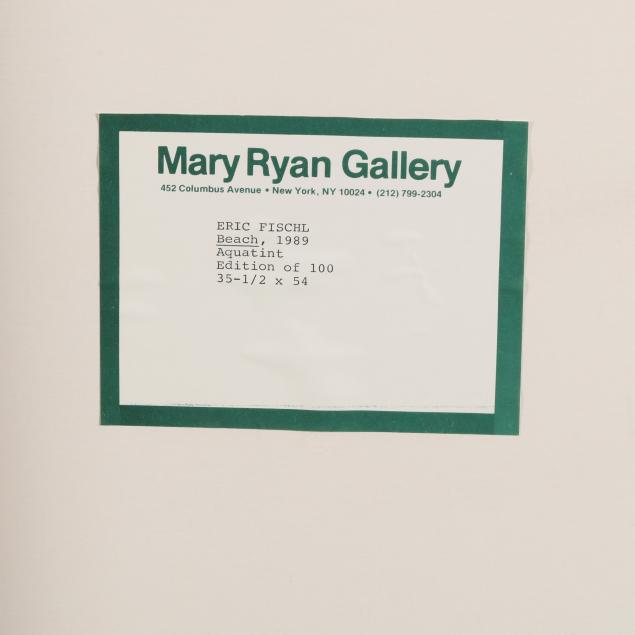 Mary Ryan Gallery
452 Columbus Avenue • New York, NY 10024 • (212) 799-2304
ERIC FISCHL
Beach, 1989
Aquatint
Edition of 100
35-1/2 x 54